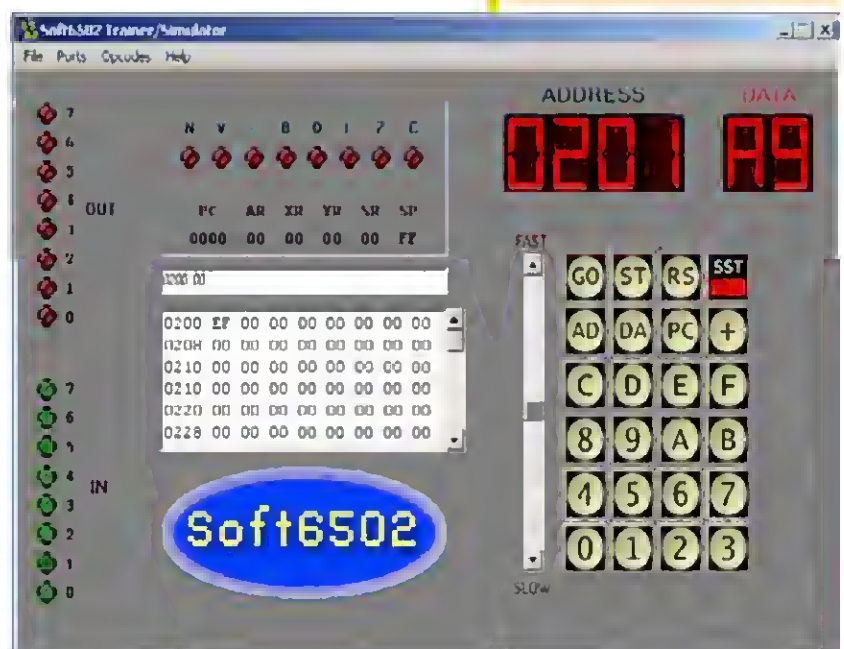 Soft6502 Trainer/Simulator
File Ports Opcodes Help
ADDRESS DATA
0201 A9
7
6
5
OUT
1
2
1
0
N V - B D I Z C
PC AR XR YR SR SP
0000 00 00 00 00 FF
0200 00
0200 EF 00 00 00 00 00 00 00
0208 00 00 00 00 00 00 00 00
0210 00 00 00 00 00 00 00 00
0210 00 00 00 00 00 00 00 00
0220 00 00 00 00 00 00 00 00
0228 00 00 00 00 00 00 00 00
7
6
5
4
IN
3
2
1
0
Soft6502
FAST
SLOW
GO ST RS SST
AD DA PC +
C D E F
8 9 A B
4 5 6 7
0 1 2 3